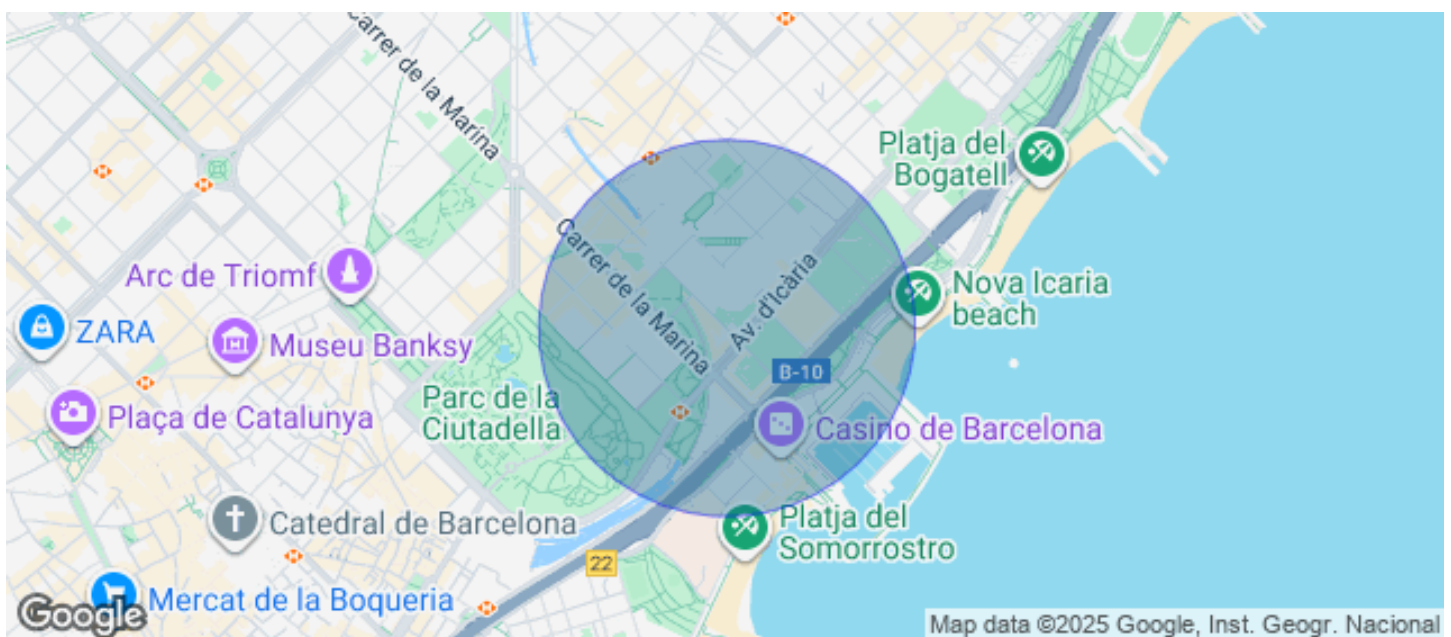 Carrer de la Marina
Platja del
Bogatell
Carrer de la Marina
Arc de Triomf
Av. d'Icària
Nova Icaria
beach
ZARA
Museu Banksy
B-10
Parc de la
Ciutadella
Plaça de Catalunya
Casino de Barcelona
Catedral de Barcelona
Platja del
Somorrostro
22
Mercat de la Boqueria
Google
Map data ©2025 Google, Inst. Geogr. Nacional